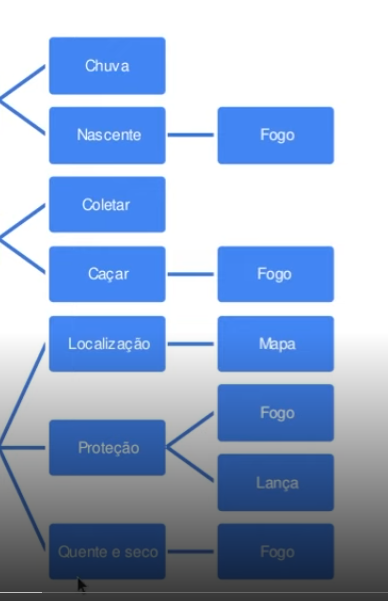 Chuva
Nascente
Fogo
Coletar
Caçar
Fogo
Localização
Mapa
Proteção
Fogo
Lança
Quente e seco
Fogo